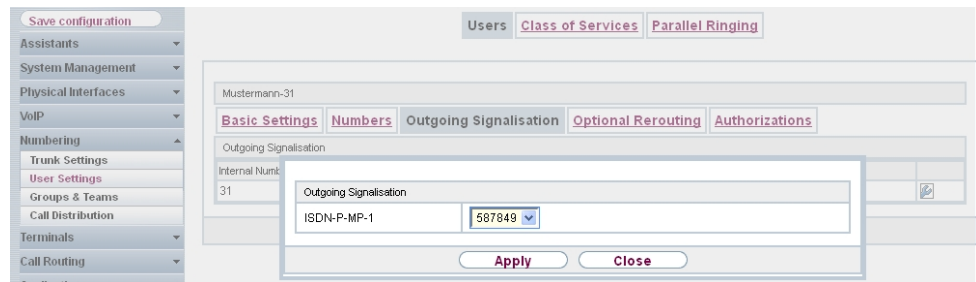 Save configuration
Assistants
System Management
Physical Interfaces
VoIP
Numbering
Trunk Settings
User Settings
Groups & Teams
Call Distribution
Terminals
Call Routing
Users Class of Services Parallel Ringing
Mustermann-31
Basic Settings Numbers Outgoing Signalisation Optional Rerouting Authorizations
Outgoing Signalisation
Internal Numb
31
Outgoing Signalisation
ISDN-P-MP-1 587849
Apply Close